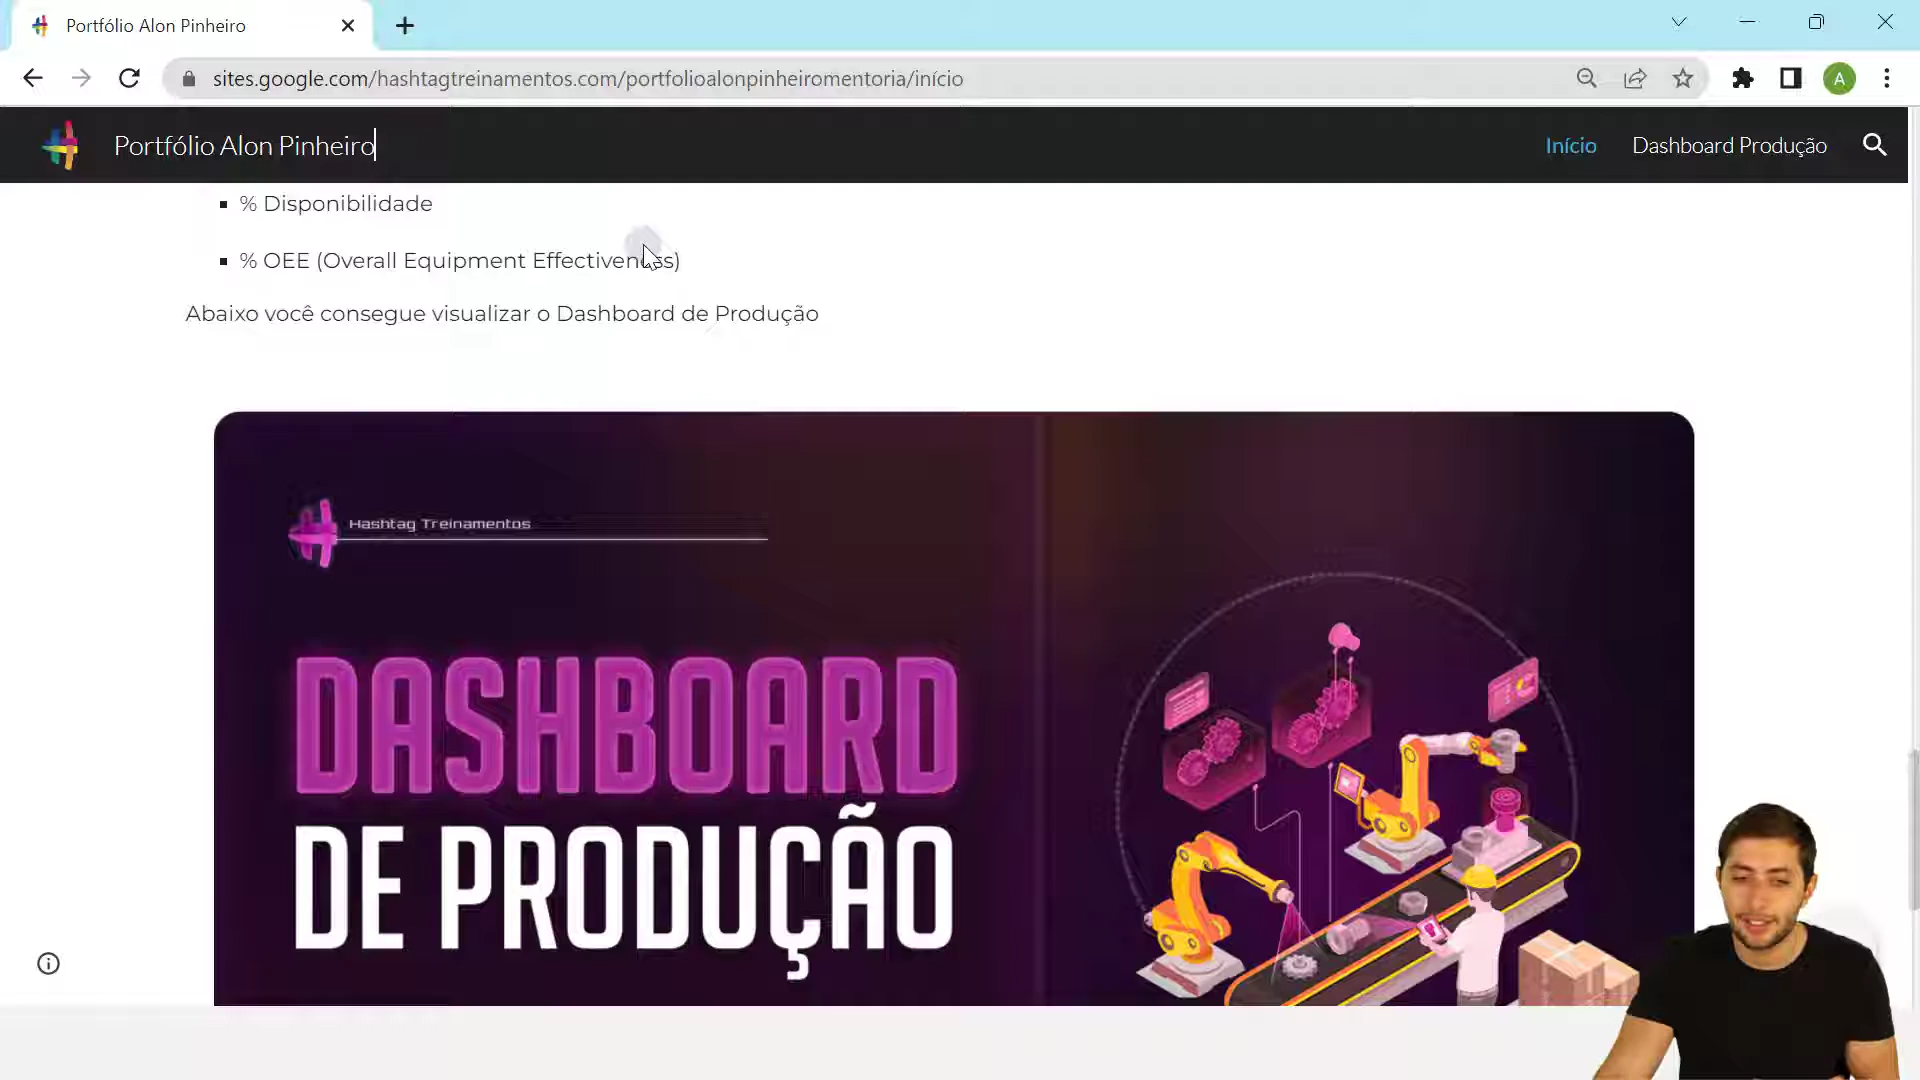 Portfólio Alon Pinheiro
sites.google.com/hashtagtreinamentos.com/portfolioalonpinheiromentoria/início
A
Portfólio Alon Pinheiro
Início
Dashboard Produção
% Disponibilidade
% OEE (Overall Equipment Effectiveness)
Abaixo você consegue visualizar o Dashboard de Produção
Hashtag Treinamentos
DASHBOARD
DE PRODUÇÃO